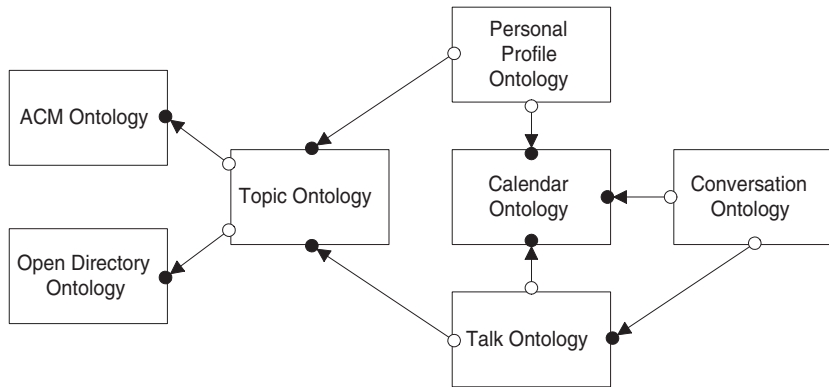 Personal
Profile
Ontology
ACM Ontology
Topic Ontology
Calendar
Ontology
Conversation
Ontology
Open Directory
Ontology
Talk Ontology